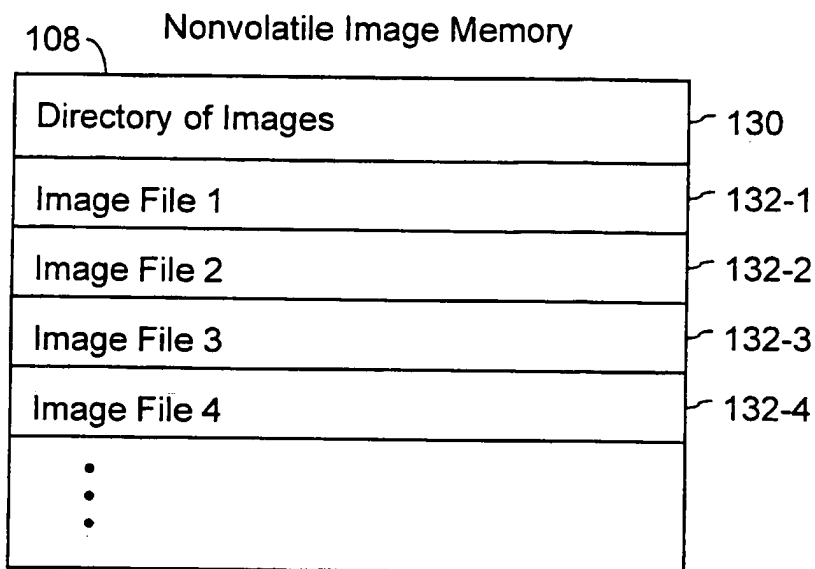 Nonvolatile Image Memory
108
Directory of Images 130
Image File 1 132-1
Image File 2 132-2
Image File 3 132-3
Image File 4 132-4